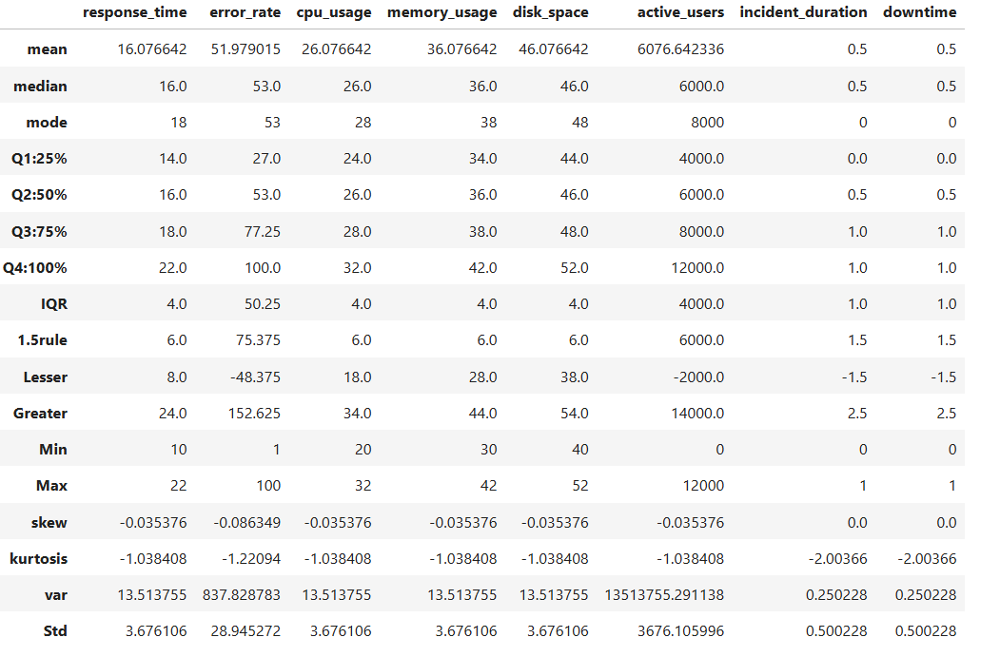 response_time error_rate cpu_usage memory_usage disk_space active_users incident_duration downtime
mean 16.076642 51.979015 26.076642 36.076642 46.076642 6076.642336 0.5 0.5
median 16.0 53.0 26.0 36.0 46.0 6000.0 0.5 0.5
mode 18 53 28 38 48 8000 0 0
Q1:25% 14.0 27.0 24.0 34.0 44.0 4000.0 0.0 0.0
Q2:50% 16.0 53.0 26.0 36.0 46.0 6000.0 0.5 0.5
Q3:75% 18.0 77.25 28.0 38.0 48.0 8000.0 1.0 1.0
Q4:100% 22.0 100.0 32.0 42.0 52.0 12000.0 1.0 1.0
IQR 4.0 50.25 4.0 4.0 4.0 4000.0 1.0 1.0
1.5rule 6.0 75.375 6.0 6.0 6.0 6000.0 1.5 1.5
Lesser 8.0 -48.375 18.0 28.0 38.0 -2000.0 -1.5 -1.5
Greater 24.0 152.625 34.0 44.0 54.0 14000.0 2.5 2.5
Min 10 1 20 30 40 0 0 0
Max 22 100 32 42 52 12000 1 1
skew -0.035376 -0.086349 -0.035376 -0.035376 -0.035376 -0.035376 0.0 0.0
kurtosis -1.038408 -1.22094 -1.038408 -1.038408 -1.038408 -1.038408 -2.00366 -2.00366
var 13.513755 837.828783 13.513755 13.513755 13.513755 13513755.291138 0.250228 0.250228
Std 3.676106 28.945272 3.676106 3.676106 3.676106 3676.105996 0.500228 0.500228